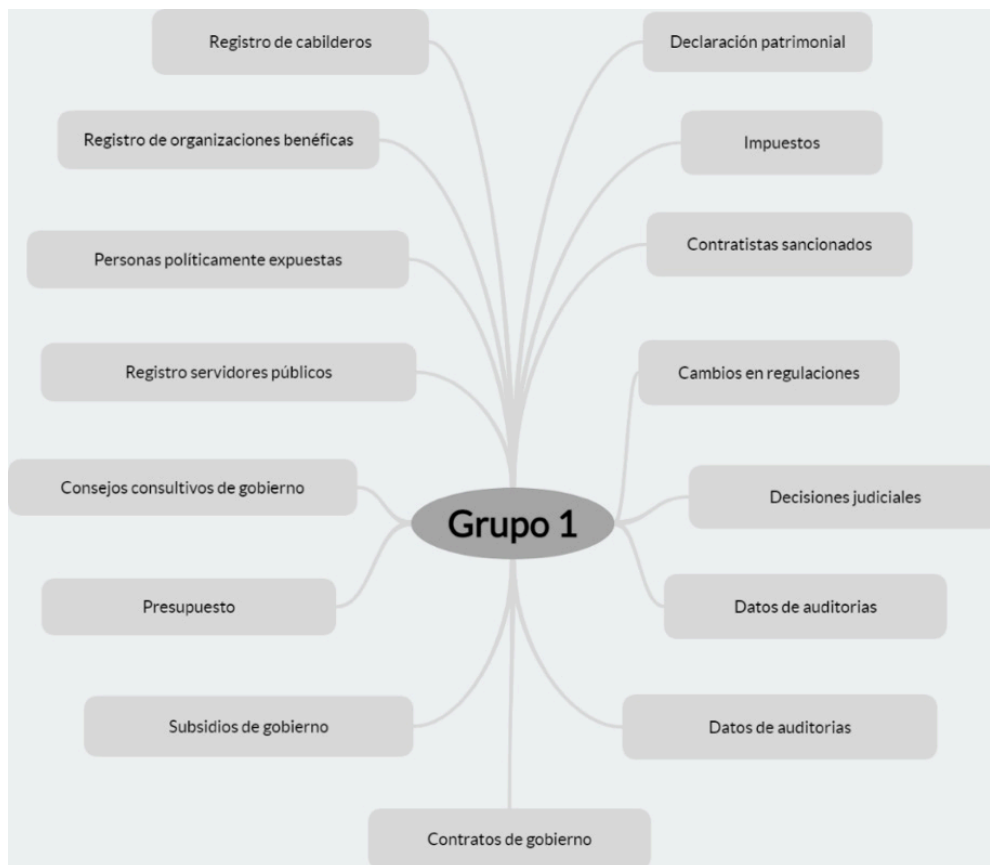 Registro de cabilderos
Declaración patrimonial
Registro de organizaciones benéficas
Impuestos
Personas políticamente expuestas
Contratistas sancionados
Registro servidores públicos
Cambios en regulaciones
Consejos consultivos de gobierno
Decisiones judiciales
Grupo 1
Presupuesto
Datos de auditorias
Subsidios de gobierno
Datos de auditorias
Contratos de gobierno